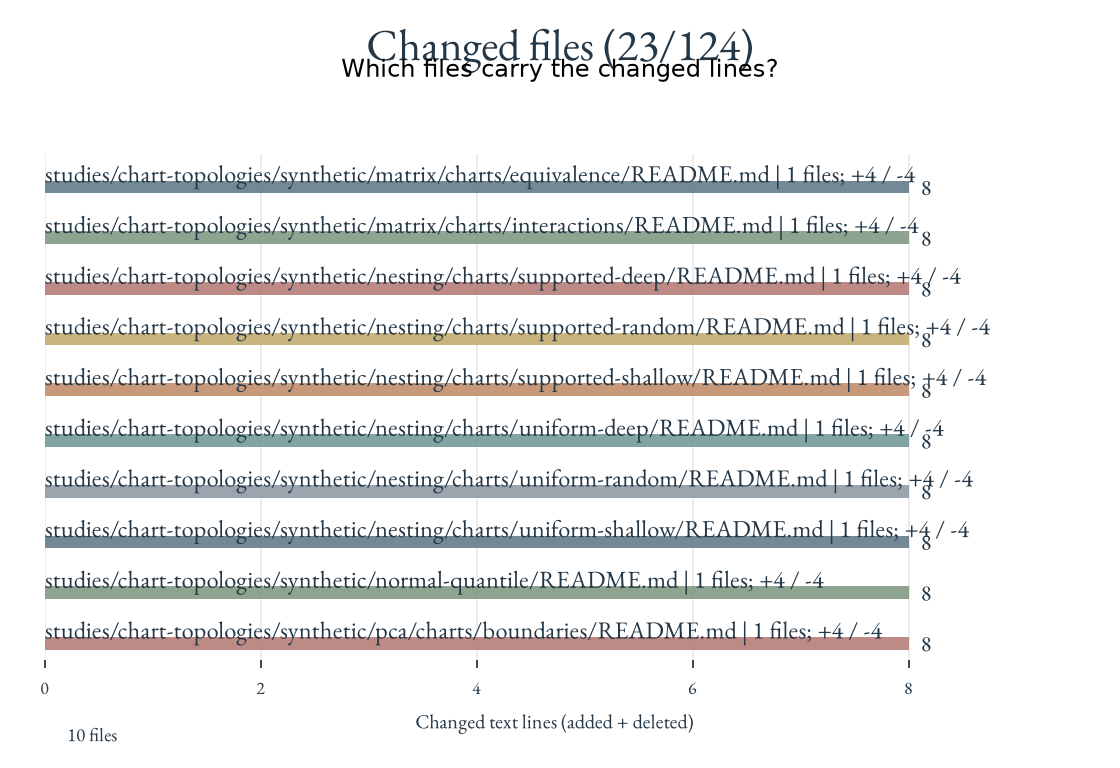 Changed files (23/124)
Which files carry the changed lines?
studies/chart-topologies/synthetic/matrix/charts/equivalence/README.md | 1 files; +4 / -4
8
studies/chart-topologies/synthetic/matrix/charts/interactions/README.md | 1 files; +4 / -4
8
studies/chart-topologies/synthetic/nesting/charts/supported-deep/README.md | 1 files; +4 / -4
8
studies/chart-topologies/synthetic/nesting/charts/supported-random/README.md | 1 files; +4 / -4
8
studies/chart-topologies/synthetic/nesting/charts/supported-shallow/README.md | 1 files; +4 / -4
8
studies/chart-topologies/synthetic/nesting/charts/uniform-deep/README.md | 1 files; +4 / -4
8
studies/chart-topologies/synthetic/nesting/charts/uniform-random/README.md | 1 files; +4 / -4
8
studies/chart-topologies/synthetic/nesting/charts/uniform-shallow/README.md | 1 files; +4 / -4
8
studies/chart-topologies/synthetic/normal-quantile/README.md | 1 files; +4 / -4
8
studies/chart-topologies/synthetic/pca/charts/boundaries/README.md | 1 files; +4 / -4
8
0 2 4 6 8
Changed text lines (added + deleted)
10 files